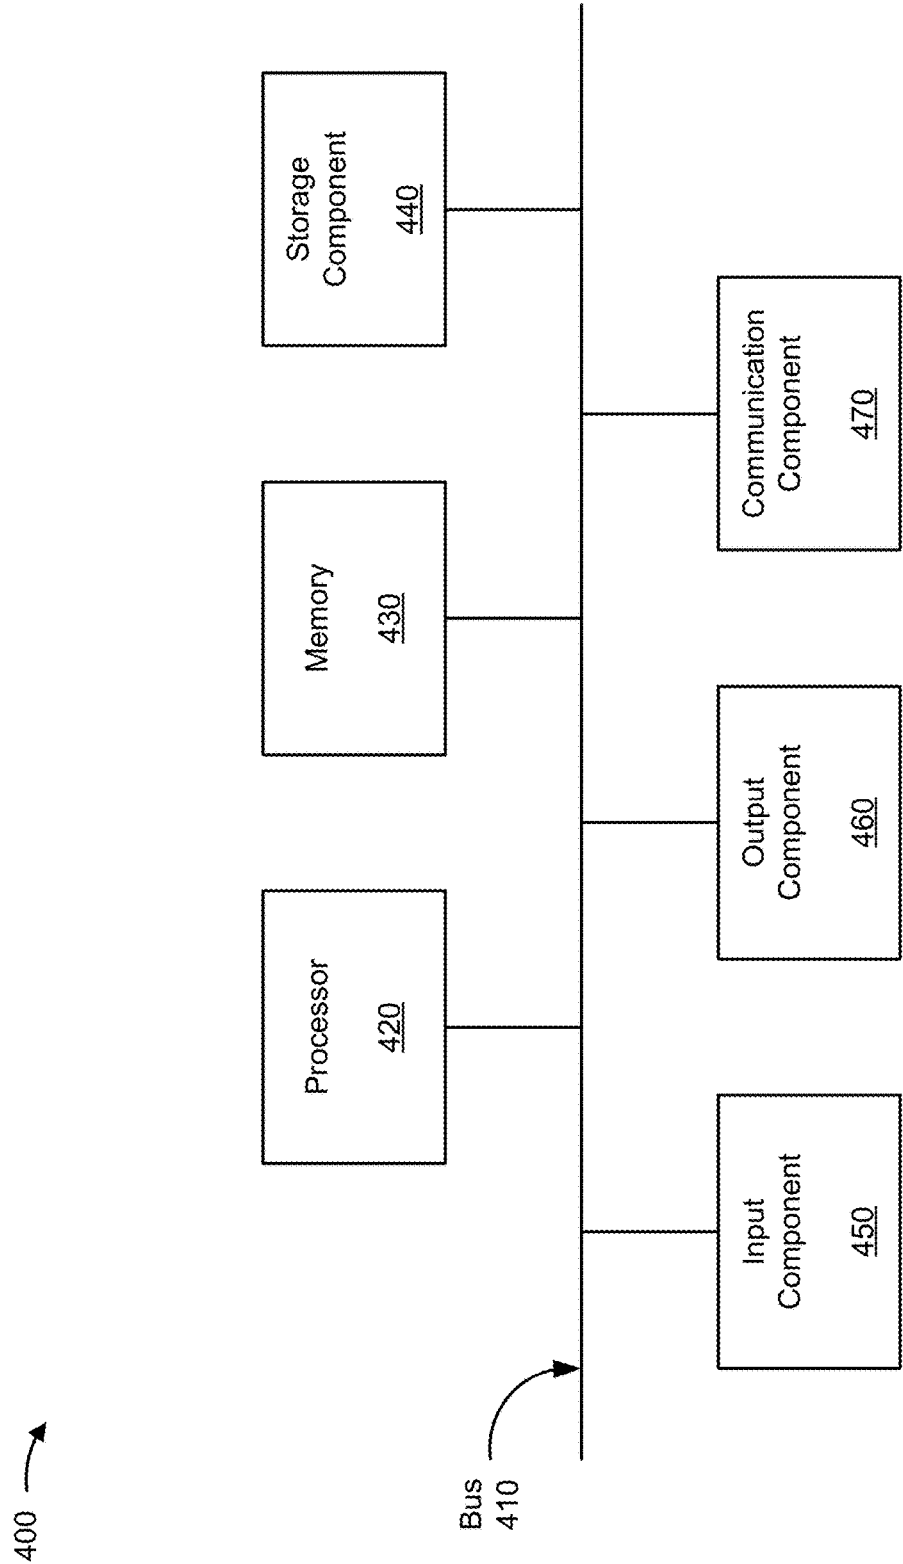 400
Processor
420
Memory
430
Storage
Component
440
Bus
410
Input
Component
450
Output
Component
460
Communication
Component
470